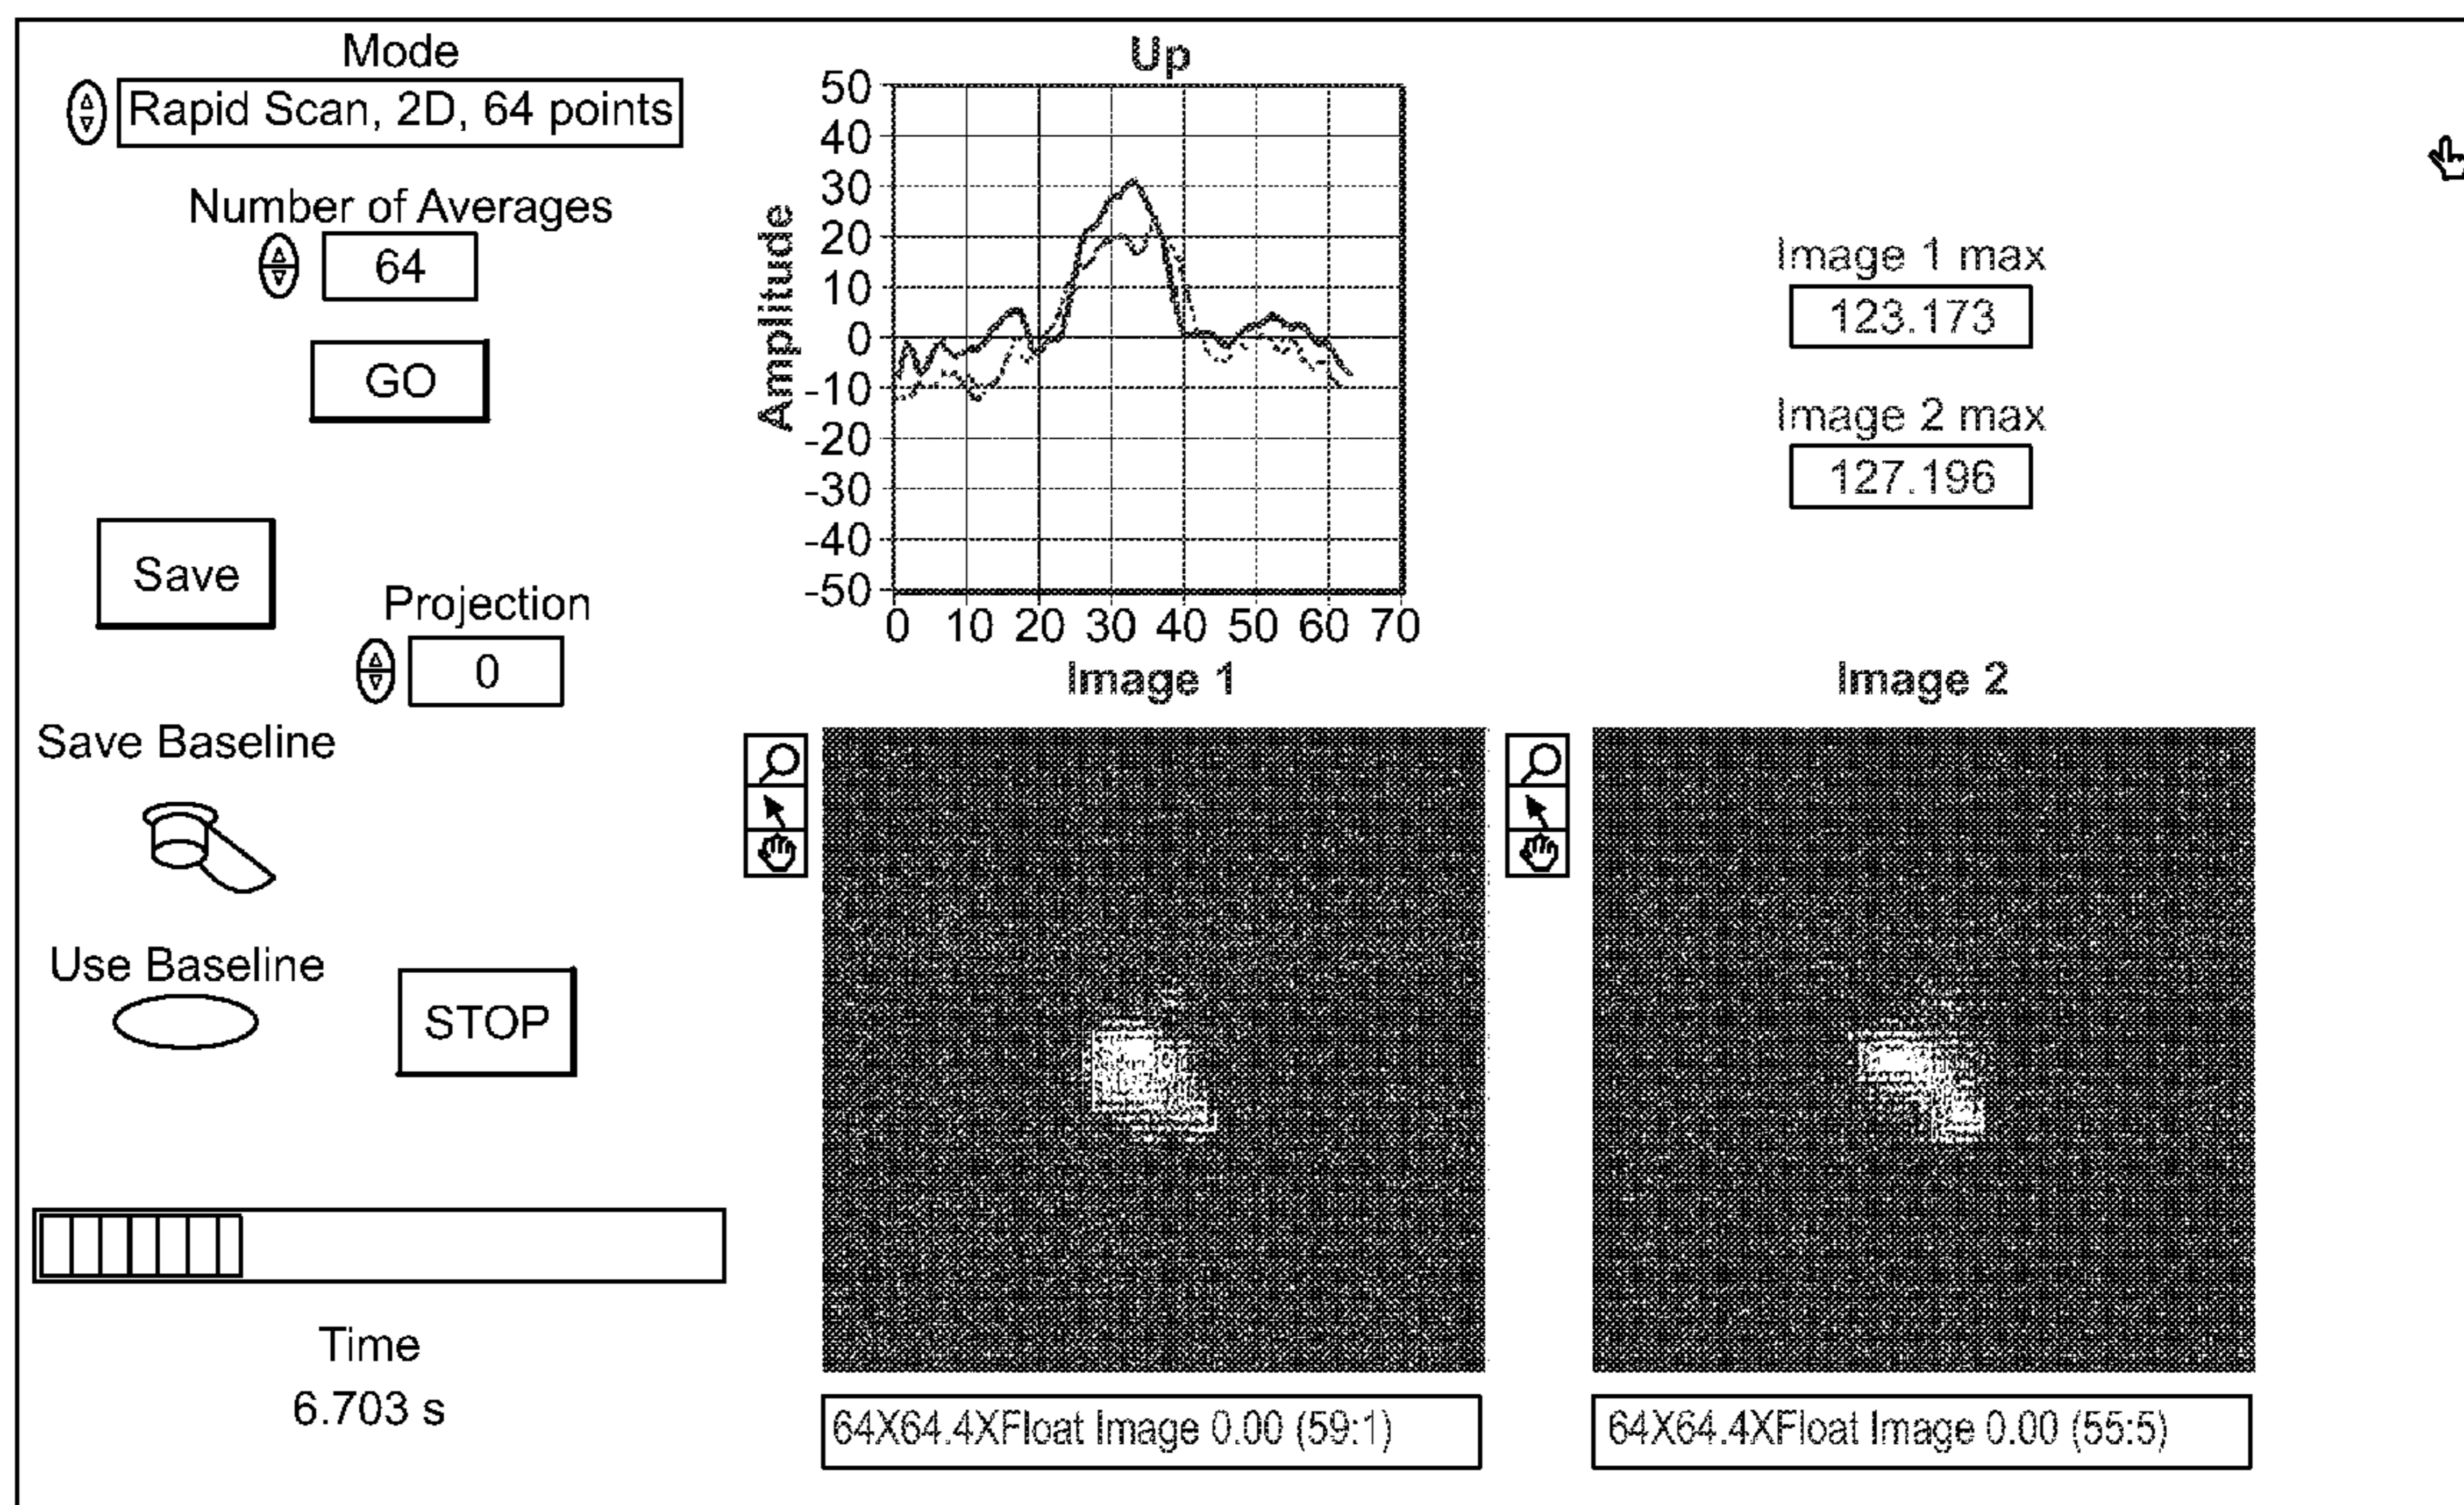 Mode
Rapid Scan, 2D, 64 points
Number of Averages
64
GO
Save
Projection
0
Save Baseline
Use Baseline
STOP
Time
6.703 s
Up
Amplitude
50
40
30
20
10
0
-10
-20
-30
-40
-50
0 10 20 30 40 50 60 70
Image 1 max
123.173
Image 2 max
127.196
Image 1
64X64.4XFloat Image 0.00 (59:1)
Image 2
64X64.4XFloat Image 0.00 (55:5)